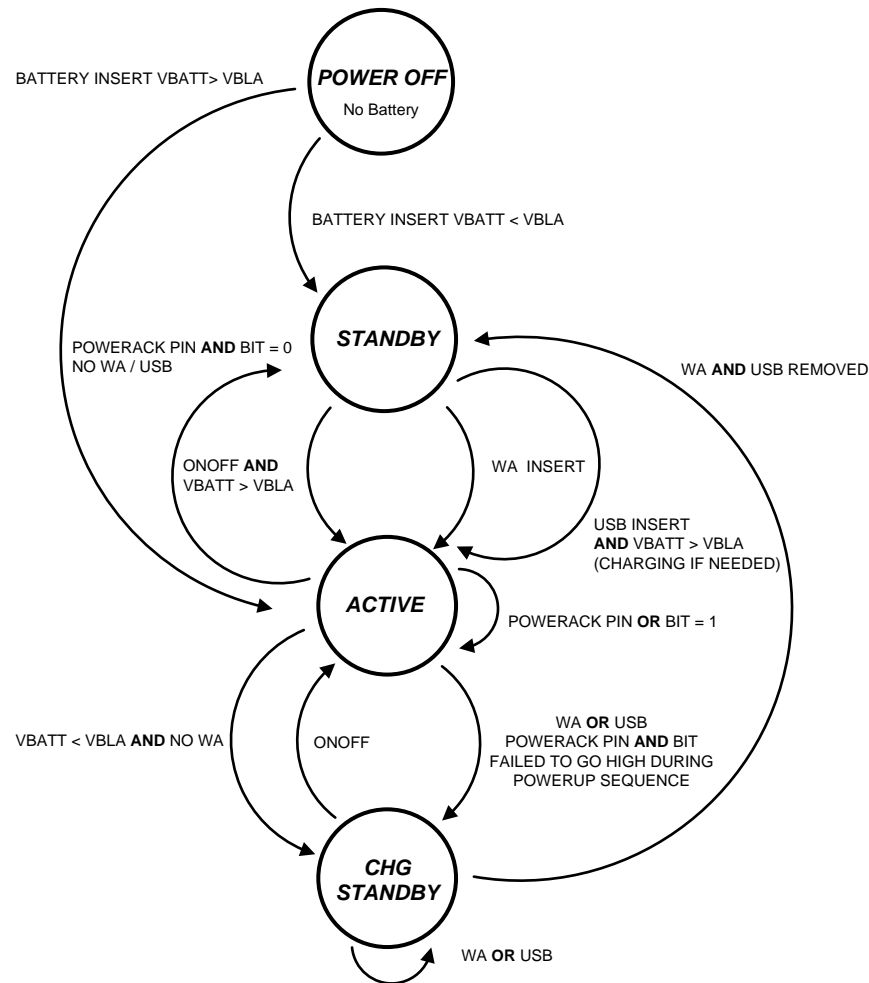 POWER OFF
No Battery
BATTERY INSERT VBATT> VBLA
BATTERY INSERT VBATT < VBLA
STANDBY
POWERACK PIN AND BIT = 0
NO WA / USB
WA AND USB REMOVED
ONOFF AND
VBATT > VBLA
WA INSERT
USB INSERT
AND VBATT > VBLA
(CHARGING IF NEEDED)
ACTIVE
POWERACK PIN OR BIT = 1
VBATT < VBLA AND NO WA
ONOFF
WA OR USB
POWERACK PIN AND BIT
FAILED TO GO HIGH DURING
POWERUP SEQUENCE
CHG
STANDBY
WA OR USB